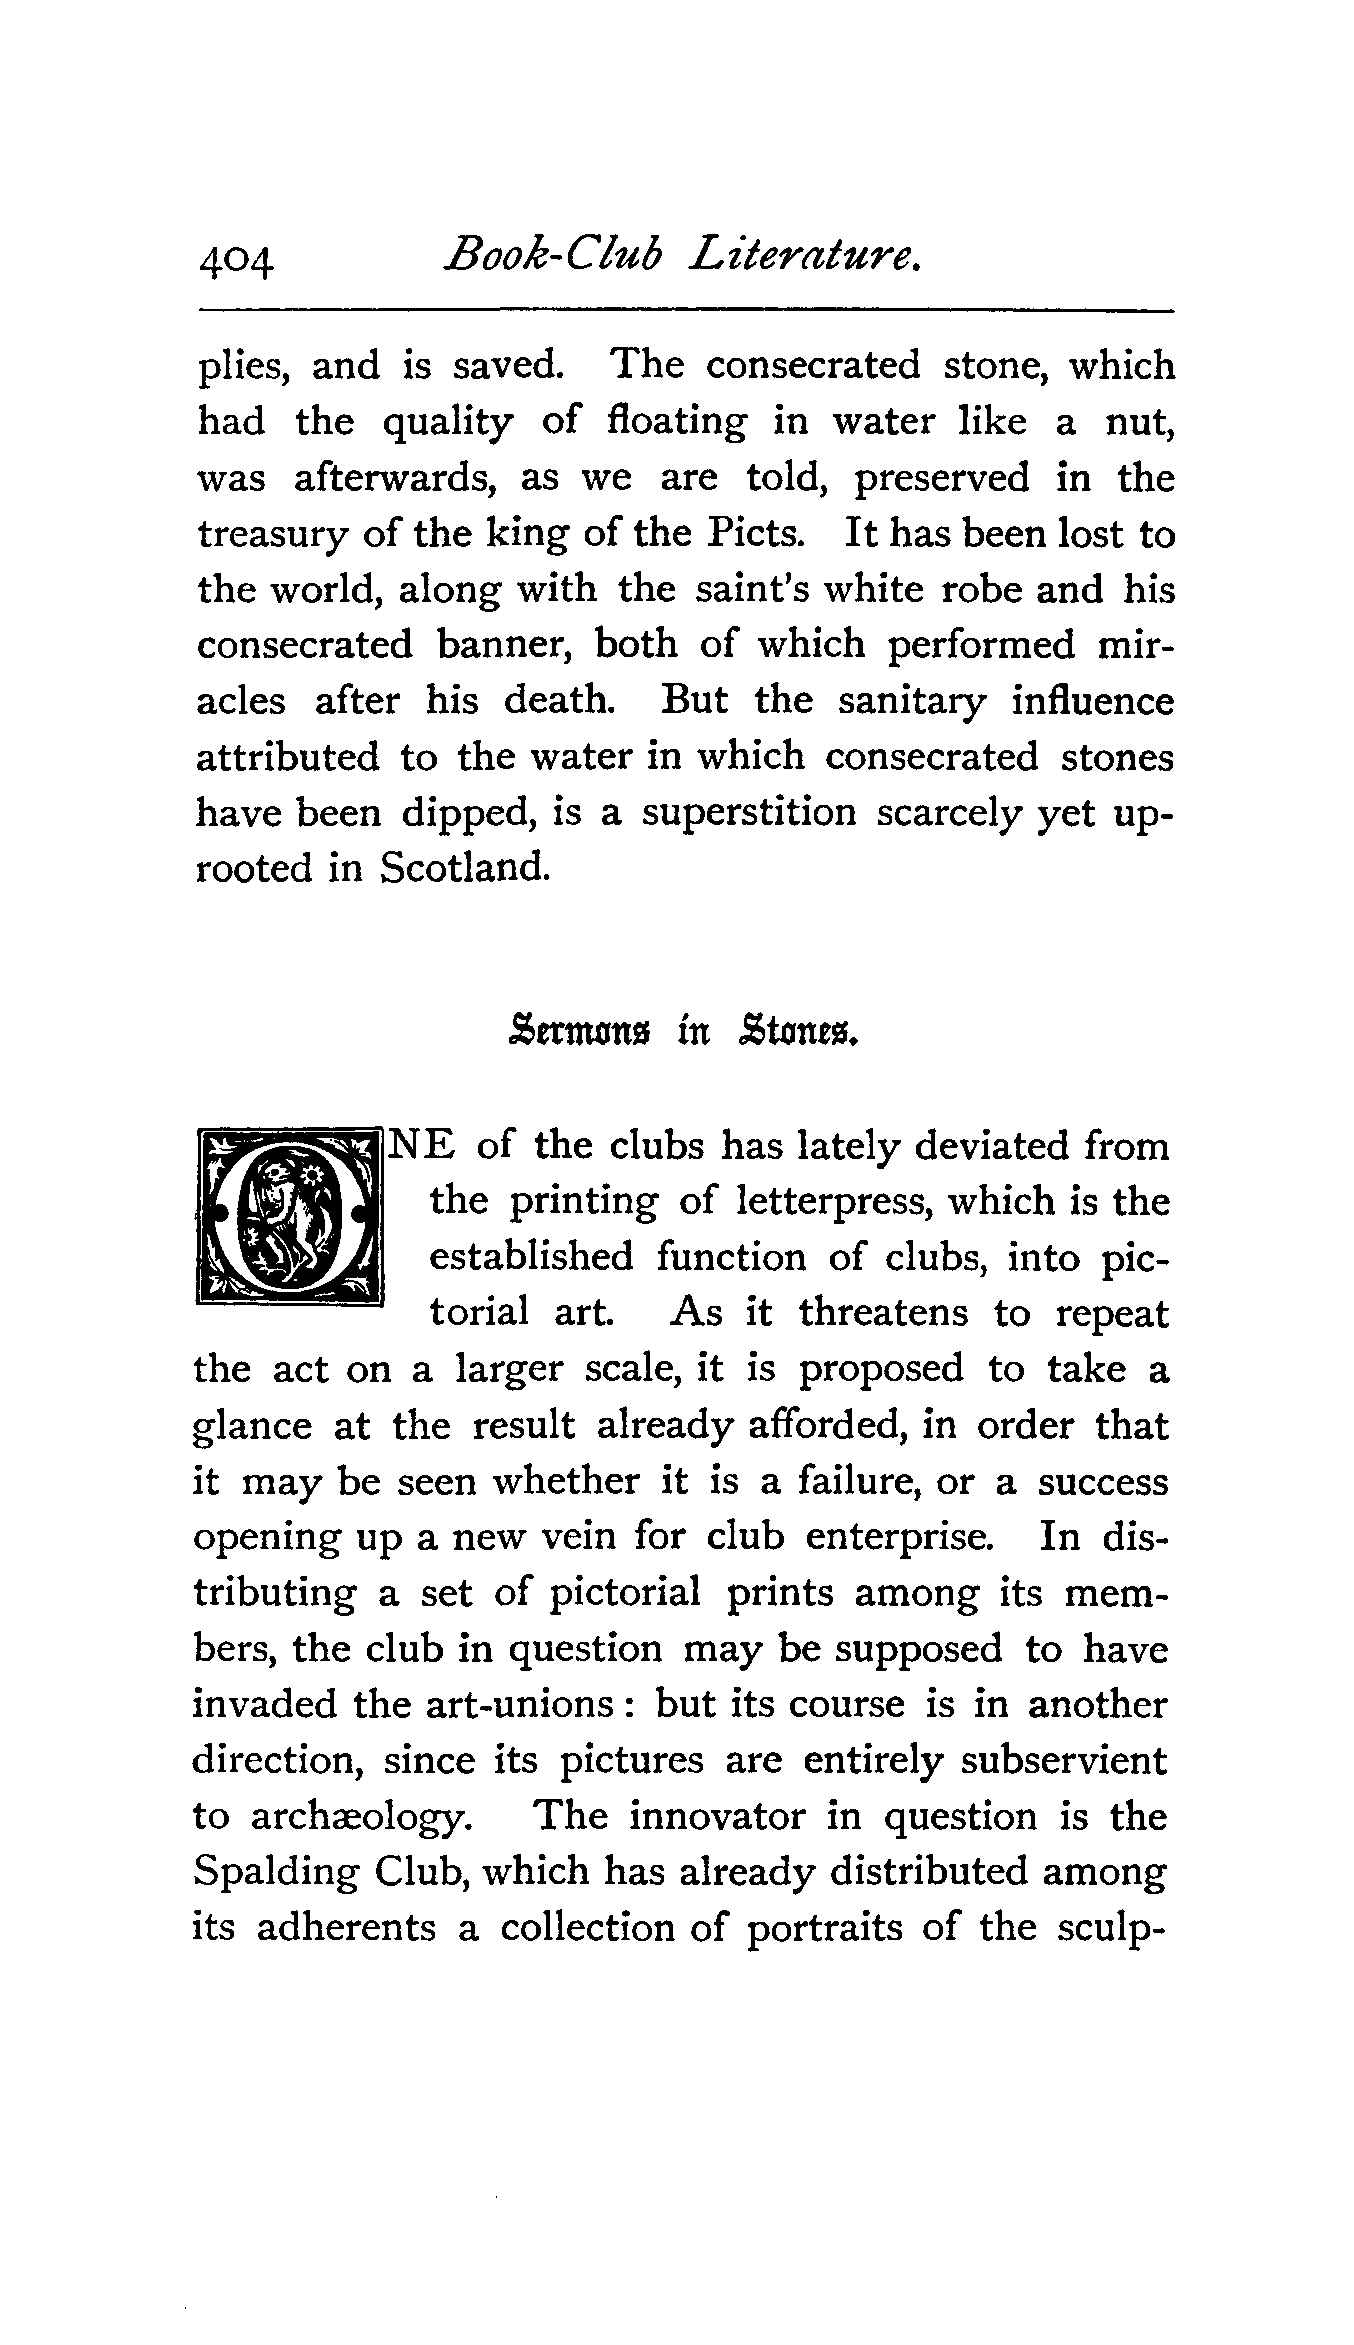 404 Book-Club Literature.
plies, and is saved. The consecrated stone, which
had the quality of floating in water like a nut,
was afterwards, as we are told, preserved in the
treasury of the king of the Picts. It has been lost to
the world, along with the saint's white robe and his
consecrated banner, both of which performed mir-
acles after his death. But the sanitary influence
attributed to the water in which consecrated stones
have been dipped, is a superstition scarcely yet up-
rooted in Scotland.
Sermons in Stones.
ONE of the clubs has lately deviated from
the printing of letterpress, which is the
established function of clubs, into pic-
torial art. As it threatens to repeat
the act on a larger scale, it is proposed to take a
glance at the result already afforded, in order that
it may be seen whether it is a failure, or a success
opening up a new vein for club enterprise. In dis-
tributing a set of pictorial prints among its mem-
bers, the club in question may be supposed to have
invaded the art-unions : but its course is in another
direction, since its pictures are entirely subservient
to archæology. The innovator in question is the
Spalding Club, which has already distributed among
its adherents a collection of portraits of the sculp-